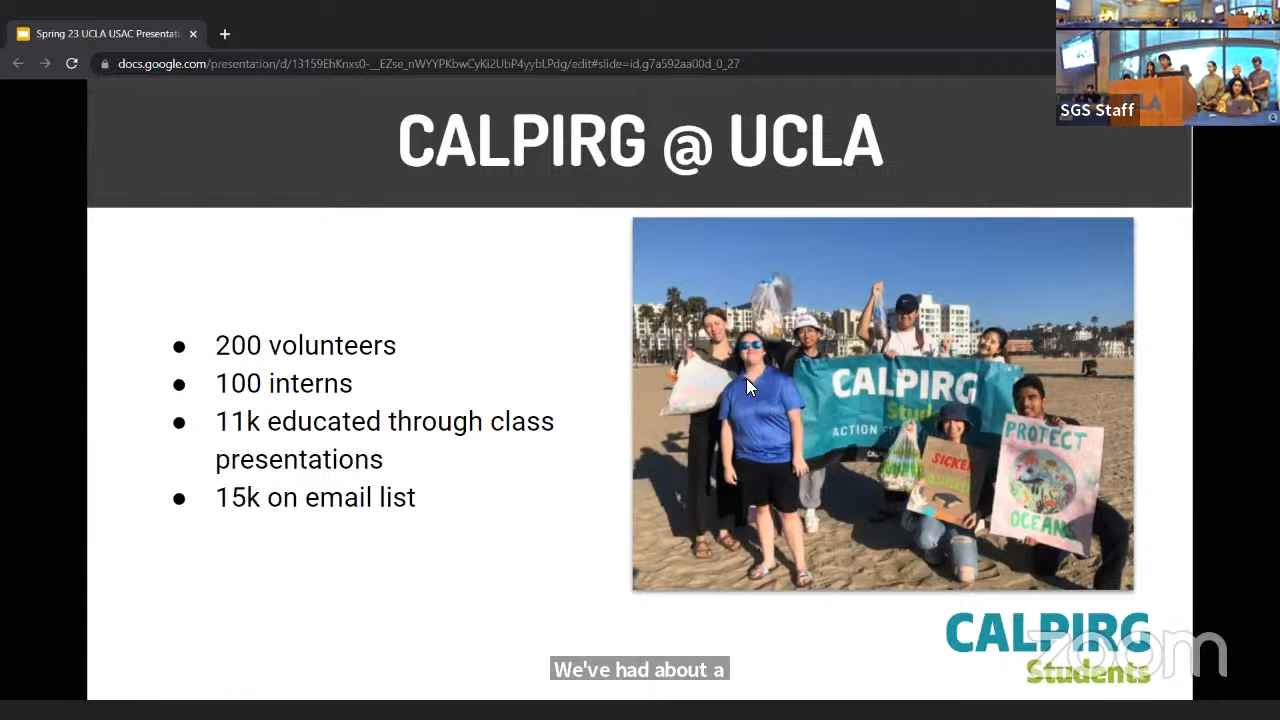 Spring 23 UCLA USAC Presentat
docs.google.com/presentation/d/13159EhKnxs0-_iZse_nWYYPKbwCyKi2UbP4yybLPdg/edit#slide=id.g7a592aa00d_0_27
SGS Staff
CALPIRG @ UCLA
● 200 volunteers
● 100 interns
● 11k educated through class
presentations
● 15k on email list
CALPIRG
ACTION
PROTECT
OCEANS
CALPIRG
Students
zoom
We've had about a